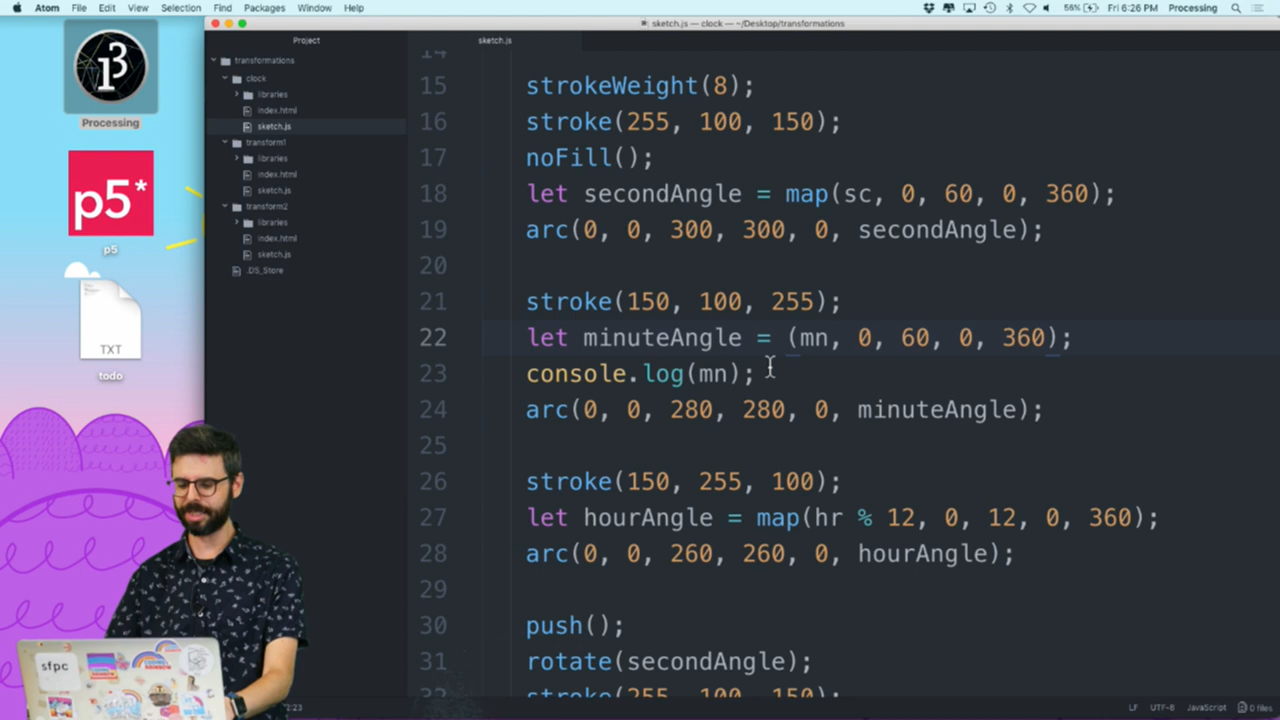 Atom File Edit View Selection Find Packages Window Help
56% Fri 6:26 PM Processing
sketch.js — clock — ~/Desktop/transformations
Project
sketch.js
transformations
clock
libraries
index.html
sketch.js
transform1
libraries
index.html
sketch.js
transform2
libraries
index.html
sketch.js
.DS_Store
Processing
p5*
p5
TXT
todo
sfpc
14
15 strokeWeight(8);
16 stroke(255, 100, 150);
17 noFill();
18 let secondAngle = map(sc, 0, 60, 0, 360);
19 arc(0, 0, 300, 300, 0, secondAngle);
20
21 stroke(150, 100, 255);
22 let minuteAngle = (mn, 0, 60, 0, 360);
23 console.log(mn);
24 arc(0, 0, 280, 280, 0, minuteAngle);
25
26 stroke(150, 255, 100);
27 let hourAngle = map(hr % 12, 0, 12, 0, 360);
28 arc(0, 0, 260, 260, 0, hourAngle);
29
30 push();
31 rotate(secondAngle);
32 stroke(255, 100, 150);
:23
LF UTF-8 JavaScript 0 files